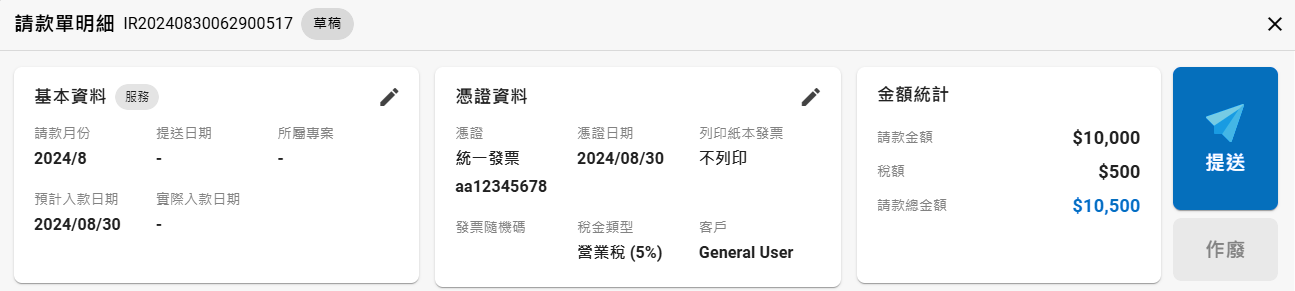 請款單明細 IR20240830062900517 草稿
基本資料 服務
請款月份 提送日期 所屬專案
2024/8 - -
預計入款日期 實際入款日期
2024/08/30 -
憑證資料
憑證 憑證日期 列印紙本發票
統一發票 2024/08/30 不列印
aa12345678
發票隨機碼 稅金類型 客戶
營業稅 (5%) General User
金額統計
請款金額 $10,000
稅額 $500
請款總金額 $10,500
提送
作廢